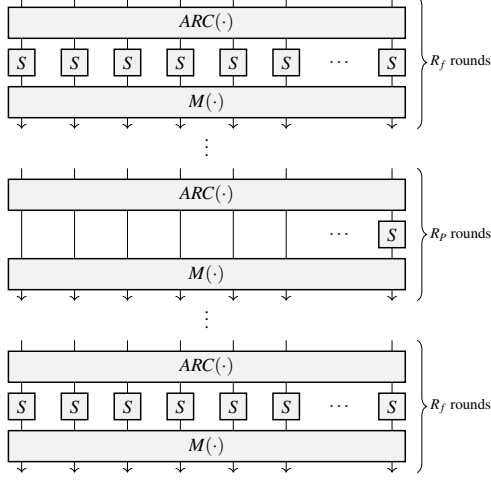 ARC(·)
S S S S S S ··· S
R_f rounds
M(·)
⋮
ARC(·)
··· S
R_P rounds
M(·)
⋮
ARC(·)
S S S S S S ··· S
R_f rounds
M(·)